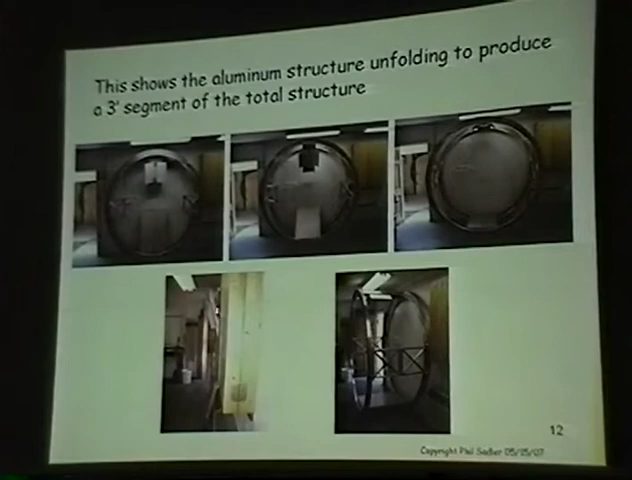 This shows the aluminum structure unfolding to produce
a 3' segment of the total structure
12
Copyright Phil Sadler 05/15/07